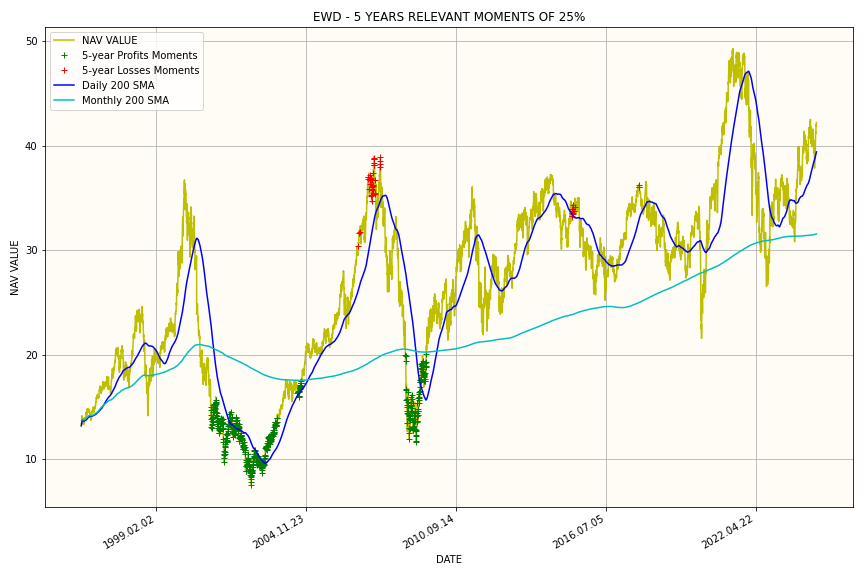 EWD - 5 YEARS RELEVANT MOMENTS OF 25%
NAV VALUE
5-year Profits Moments
5-year Losses Moments
Daily 200 SMA
Monthly 200 SMA
50
40
30
20
10
NAV VALUE
1999.02.02
2004.11.23
2010.09.14
2016.07.05
2022.04.22
DATE